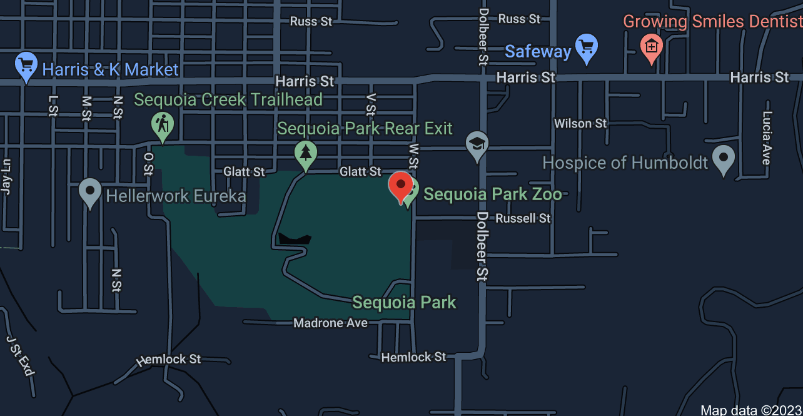 Russ St
Dolbeer St
Russ St
Growing Smiles Dentist
Safeway
Harris & K Market
Harris St
Harris St
Harris St
L St
M St
N St
Sequoia Creek Trailhead
V St
Sequoia Park Rear Exit
Wilson St
Lucia Ave
W St
O St
Jay Ln
Glatt St
Glatt St
Hospice of Humboldt
Hellerwork Eureka
Sequoia Park Zoo
Russell St
Dolbeer St
N St
Sequoia Park
Madrone Ave
J St Exd
Hemlock St
Hemlock St
Map data ©2023